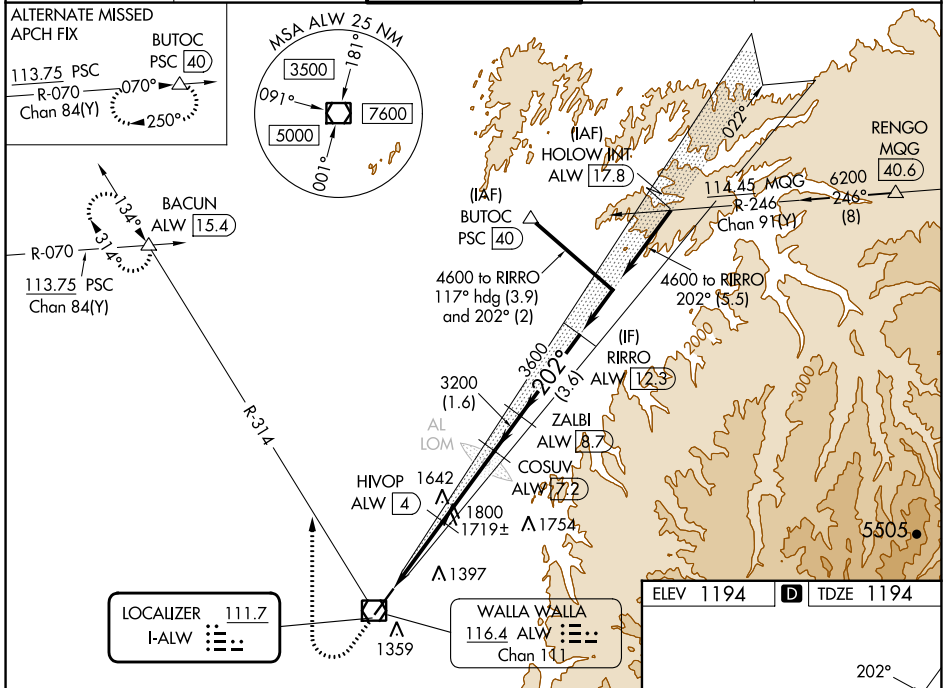 ALTERNATE MISSED
APCH FIX
BUTOC
PSC 40
113.75 PSC
R-070
Chan 84(Y)
070°
250°
MSA ALW 25 NM
3500
181°
091°
7600
5000
001°
(IAF)
HOLOW INT
ALW 17.8
022°
RENGO
MQG
40.6
114.45 MQG
R-246
Chan 91(Y)
6200
246°
(8)
134°
314°
BACUN
ALW 15.4
R-070
113.75 PSC
Chan 84(Y)
(IAF)
BUTOC
PSC 40
4600 to RIRRO
117° hdg (3.9)
and 202° (2)
4600 to RIRRO
202° (5.5)
(IF)
RIRRO
ALW 12.3
3600
202°
(3.6)
3200
(1.6)
AL
LOM
ZALBI
ALW 8.7
COSUV
ALW 7.2
HIVOP
ALW 4
1642
1800
1719±
1754
1397
1359
R-314
2000
3000
5505
LOCALIZER 111.7
I-ALW
WALLA WALLA
116.4 ALW
Chan 111
ELEV 1194
D
TDZE 1194
202°